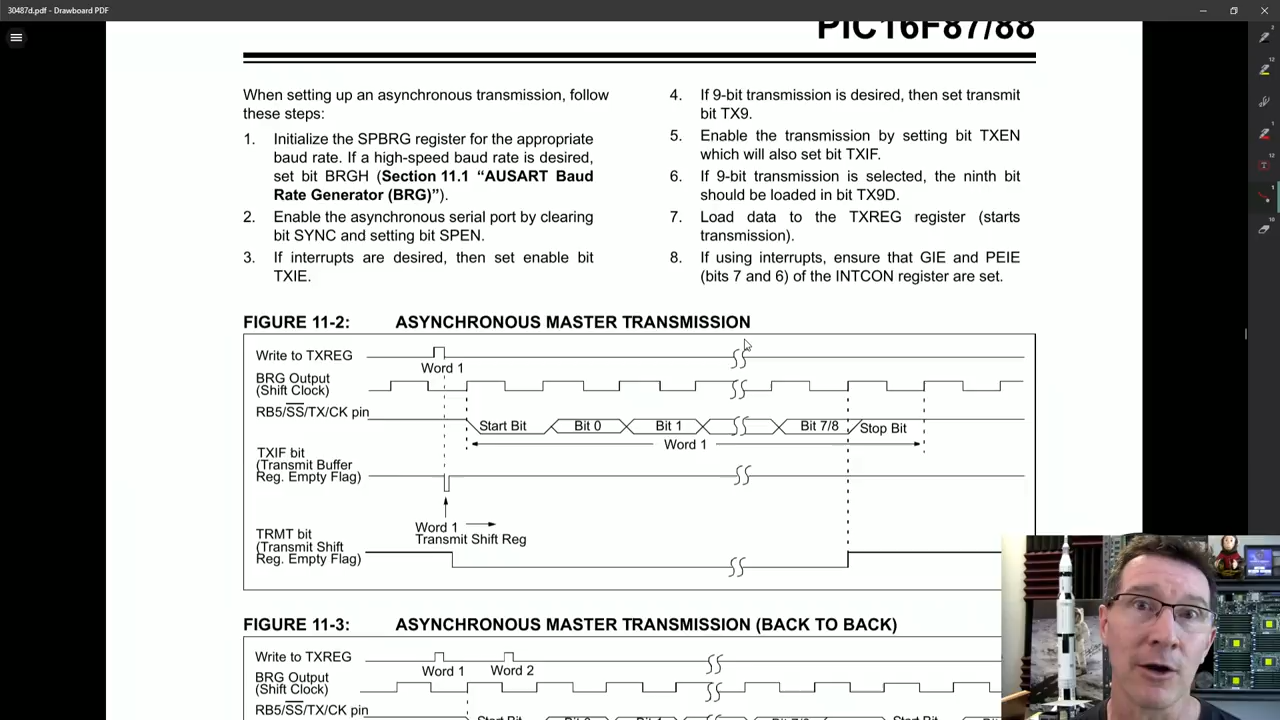 30487d.pdf - Drawboard PDF
PIC16F87/88
When setting up an asynchronous transmission, follow
these steps:
1. Initialize the SPBRG register for the appropriate
baud rate. If a high-speed baud rate is desired,
set bit BRGH (Section 11.1 “AUSART Baud
Rate Generator (BRG)”).
2. Enable the asynchronous serial port by clearing
bit SYNC and setting bit SPEN.
3. If interrupts are desired, then set enable bit
TXIE.
4. If 9-bit transmission is desired, then set transmit
bit TX9.
5. Enable the transmission by setting bit TXEN
which will also set bit TXIF.
6. If 9-bit transmission is selected, the ninth bit
should be loaded in bit TX9D.
7. Load data to the TXREG register (starts
transmission).
8. If using interrupts, ensure that GIE and PEIE
(bits 7 and 6) of the INTCON register are set.
FIGURE 11-2: ASYNCHRONOUS MASTER TRANSMISSION
Write to TXREG
Word 1
BRG Output
(Shift Clock)
RB5/SS/TX/CK pin
Start Bit Bit 0 Bit 1 Bit 7/8 Stop Bit
Word 1
TXIF bit
(Transmit Buffer
Reg. Empty Flag)
Word 1
Transmit Shift Reg
TRMT bit
(Transmit Shift
Reg. Empty Flag)
FIGURE 11-3: ASYNCHRONOUS MASTER TRANSMISSION (BACK TO BACK)
Write to TXREG
Word 1 Word 2
BRG Output
(Shift Clock)
RB5/SS/TX/CK pin